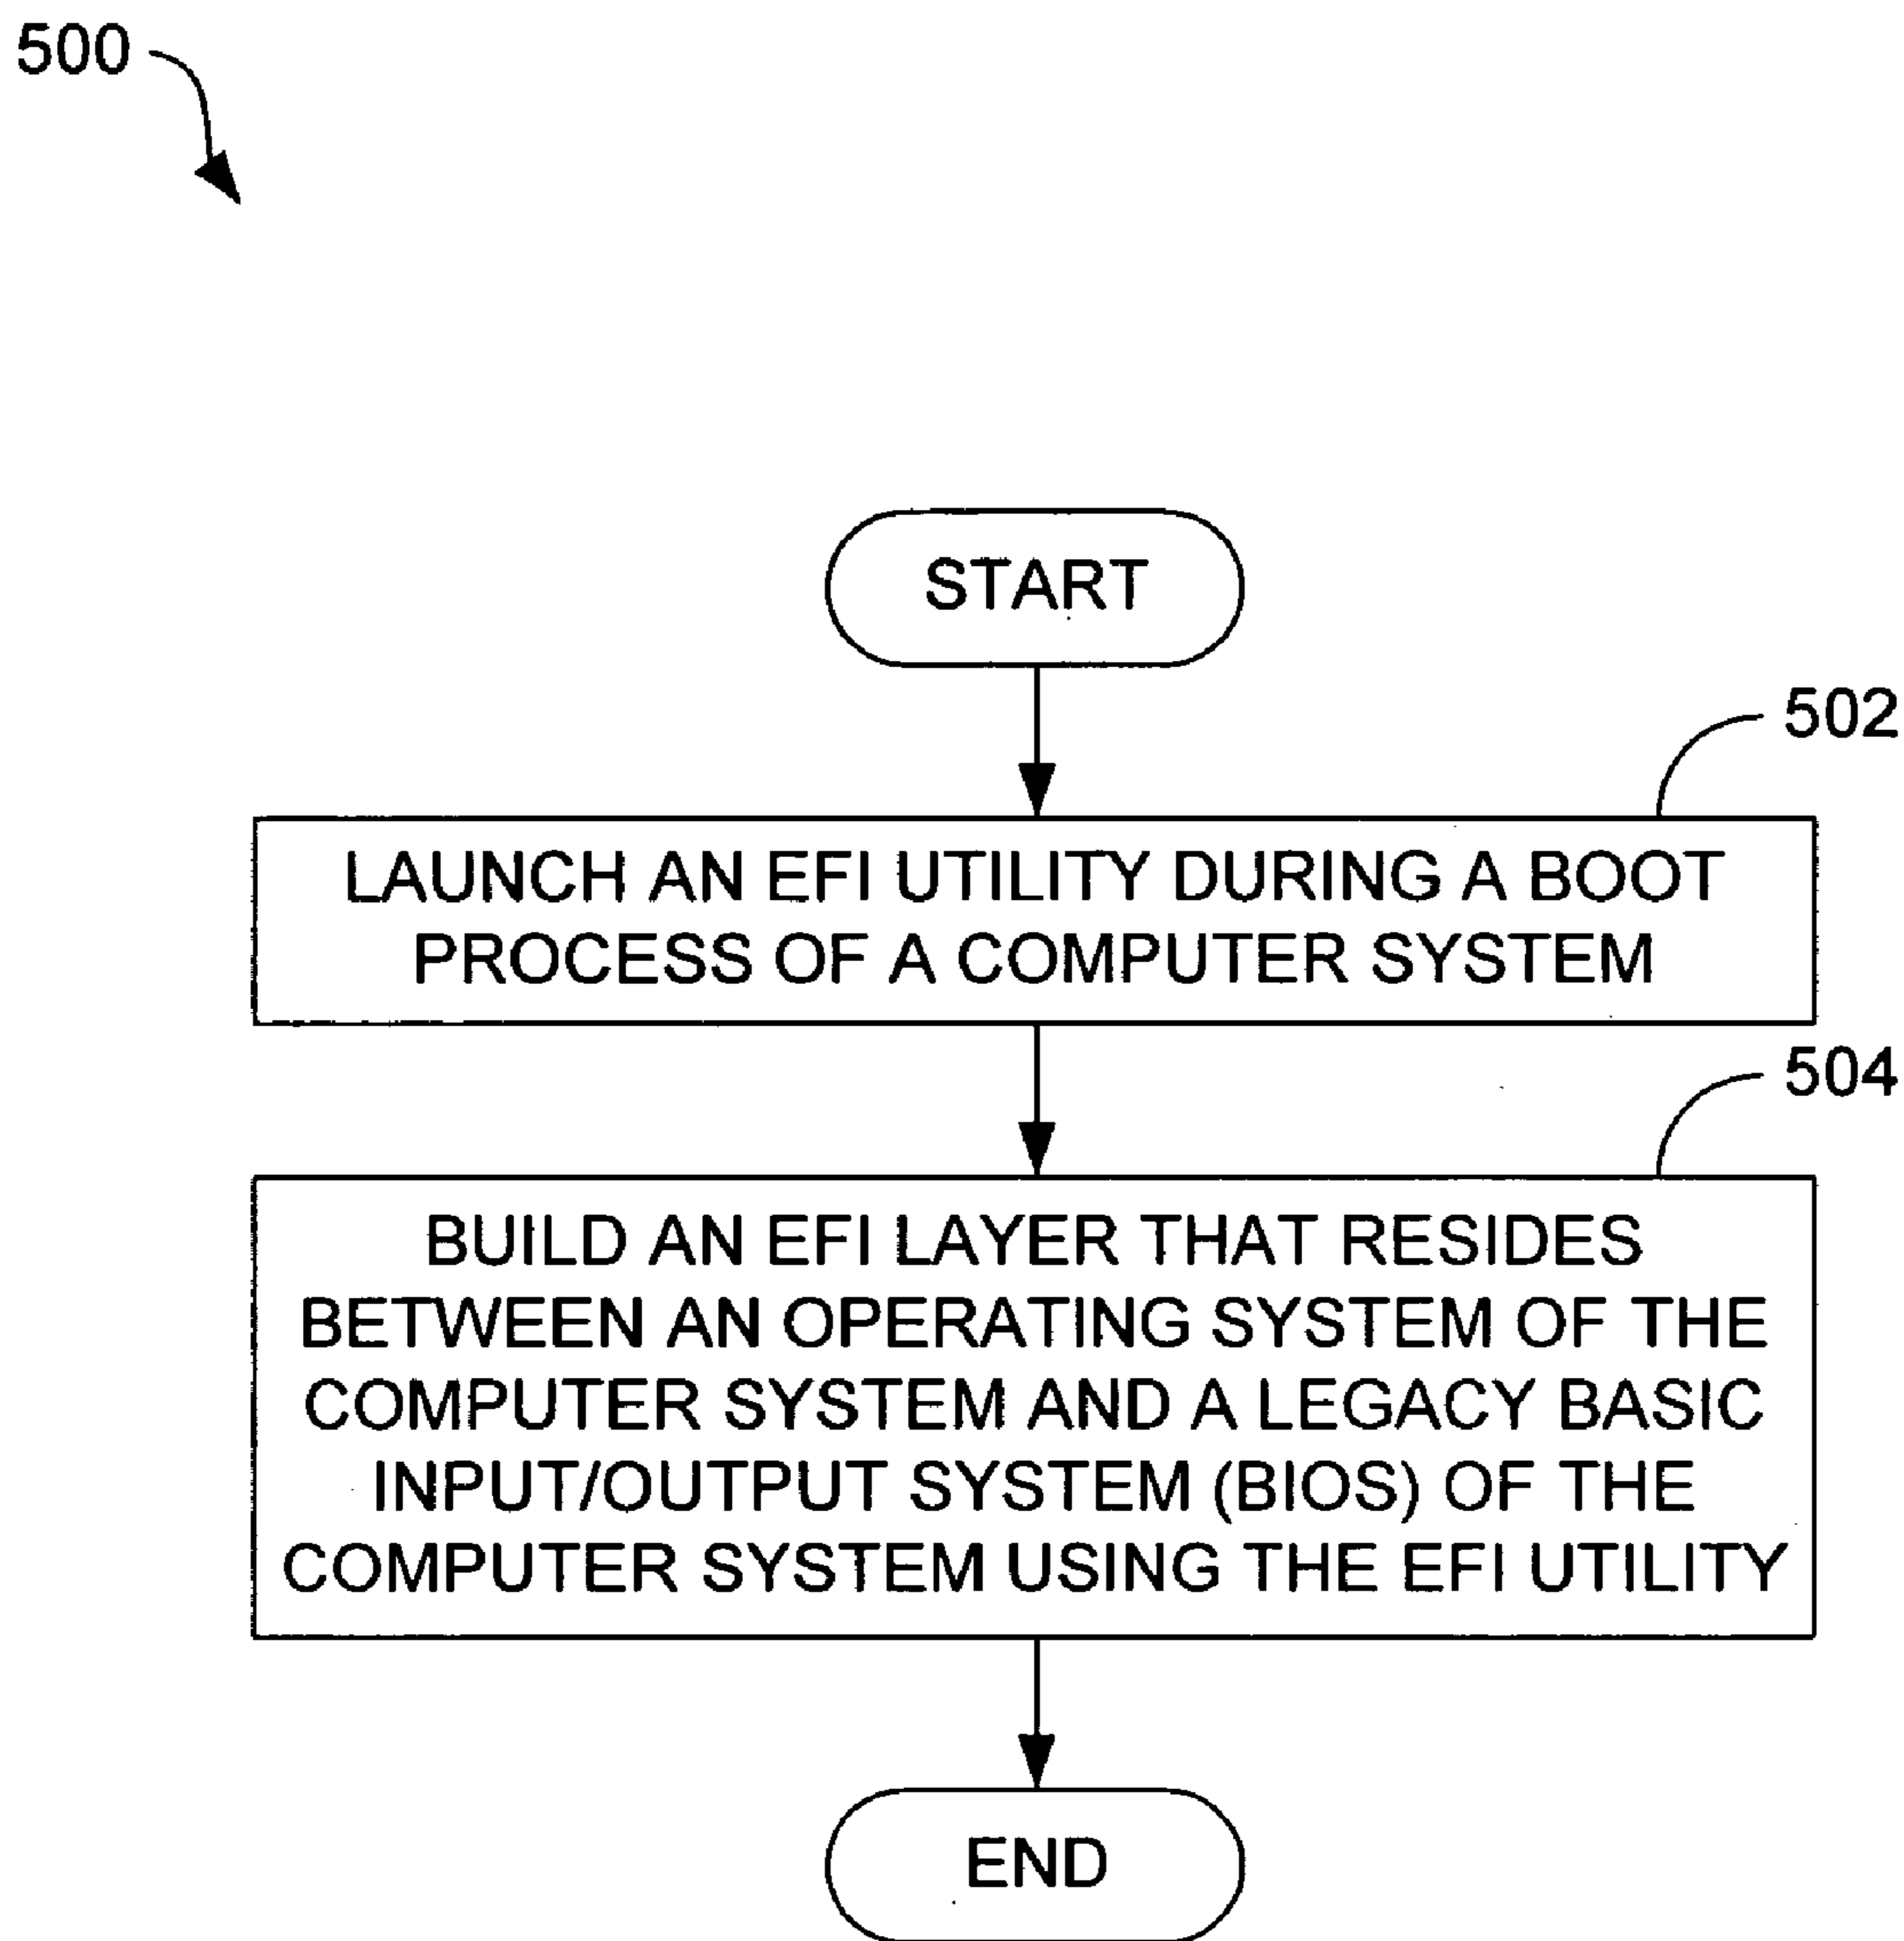 500
START
502
LAUNCH AN EFI UTILITY DURING A BOOT
PROCESS OF A COMPUTER SYSTEM
504
BUILD AN EFI LAYER THAT RESIDES
BETWEEN AN OPERATING SYSTEM OF THE
COMPUTER SYSTEM AND A LEGACY BASIC
INPUT/OUTPUT SYSTEM (BIOS) OF THE
COMPUTER SYSTEM USING THE EFI UTILITY
END